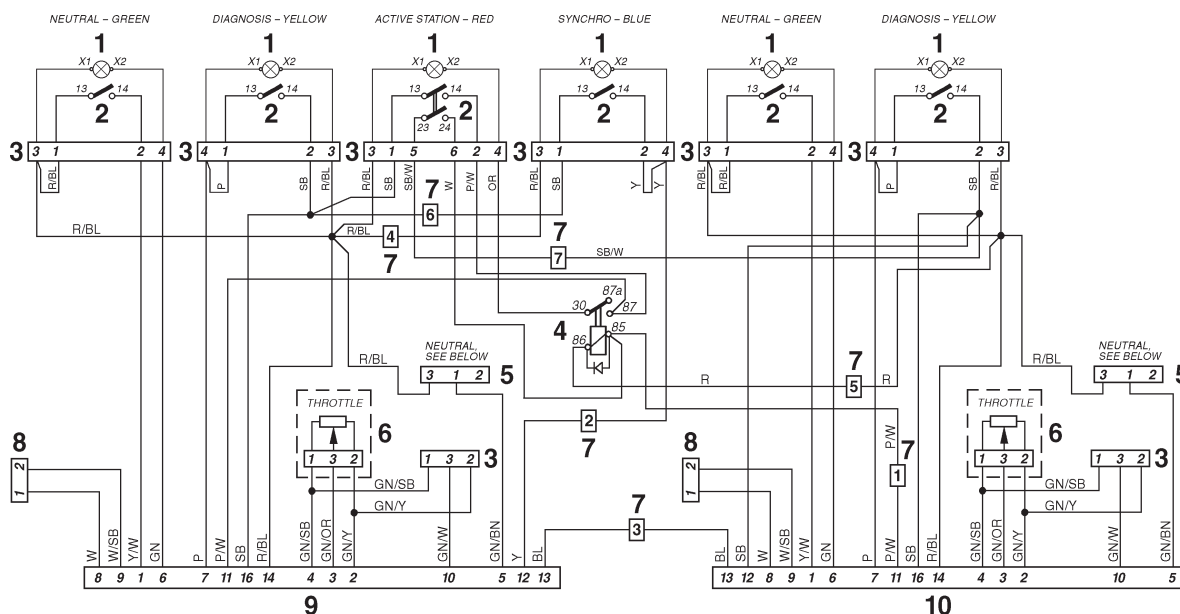 NEUTRAL – GREEN DIAGNOSIS – YELLOW ACTIVE STATION – RED SYNCHRO – BLUE NEUTRAL – GREEN DIAGNOSIS – YELLOW
1 1 1 1 1 1
X1 X2 X1 X2 X1 X2 X1 X2 X1 X2 X1 X2
13 14 13 14 13 14 13 14 13 14 13 14
2 2 2 2 2 2
23 24
3 3 1 2 4 3 4 1 2 3 3 3 1 5 6 2 4 3 3 1 2 4 3 3 1 2 4 3 4 1 2 3
R/BL P SB R/BL R/BL SB SB/W W P/W OR R/BL SB Y Y R/BL P SB R/BL
7
6
R/BL R/BL 4 7
7 SB/W
7
87a
30 87
4 85
86
NEUTRAL,
SEE BELOW
R/BL
3 1 2 5
R 7 R
5
NEUTRAL,
SEE BELOW
R/BL
3 1 2 5
THROTTLE
6
1 3 2
1 3 2 3
8
2
1
GN/SB
GN/Y
2
7
7
3
P/W
7
1
8
2
1
THROTTLE
6
1 3 2
1 3 2 3
GN/SB
GN/Y
W W/SB Y/W GN P P/W SB R/BL GN/SB GN/OR GN/Y GN/W GN/BN Y BL
8 9 1 6 7 11 16 14 4 3 2 10 5 12 13
9
BL SB W W/SB Y/W GN P P/W SB R/BL GN/SB GN/OR GN/Y GN/W GN/BN
13 12 8 9 1 6 7 11 16 14 4 3 2 10 5
10